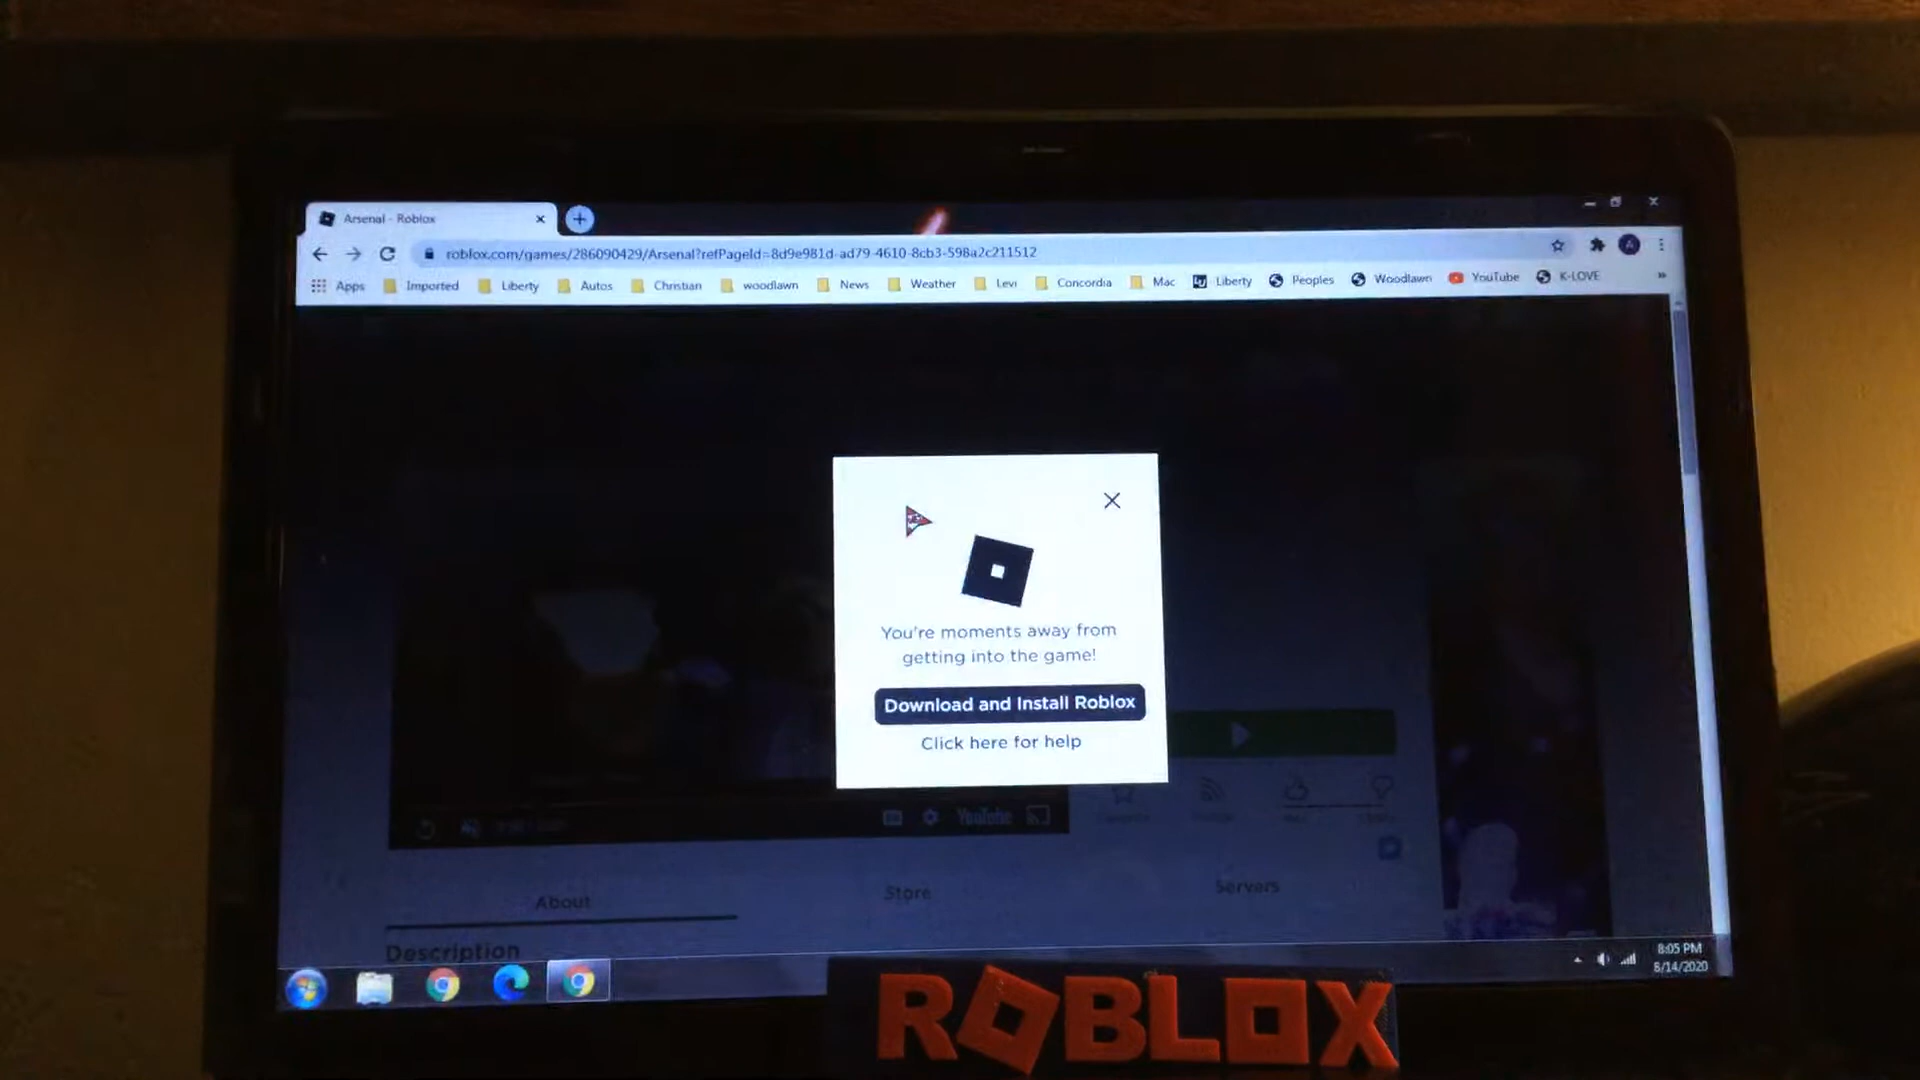 Arsenal - Roblox
roblox.com/games/286090429/Arsenal?refPageId=8d9e981d-ad79-4610-8cb3-598a2c211512
A
Apps Imported Liberty Autos Christian woodlawn News Weather Levi Concordia Mac Liberty Peoples Woodlawn YouTube K-LOVE »
You're moments away from
getting into the game!
Download and Install Roblox
Click here for help
YouTube
About Store Servers
Description
8:05 PM
8/14/2020
ROBLOX